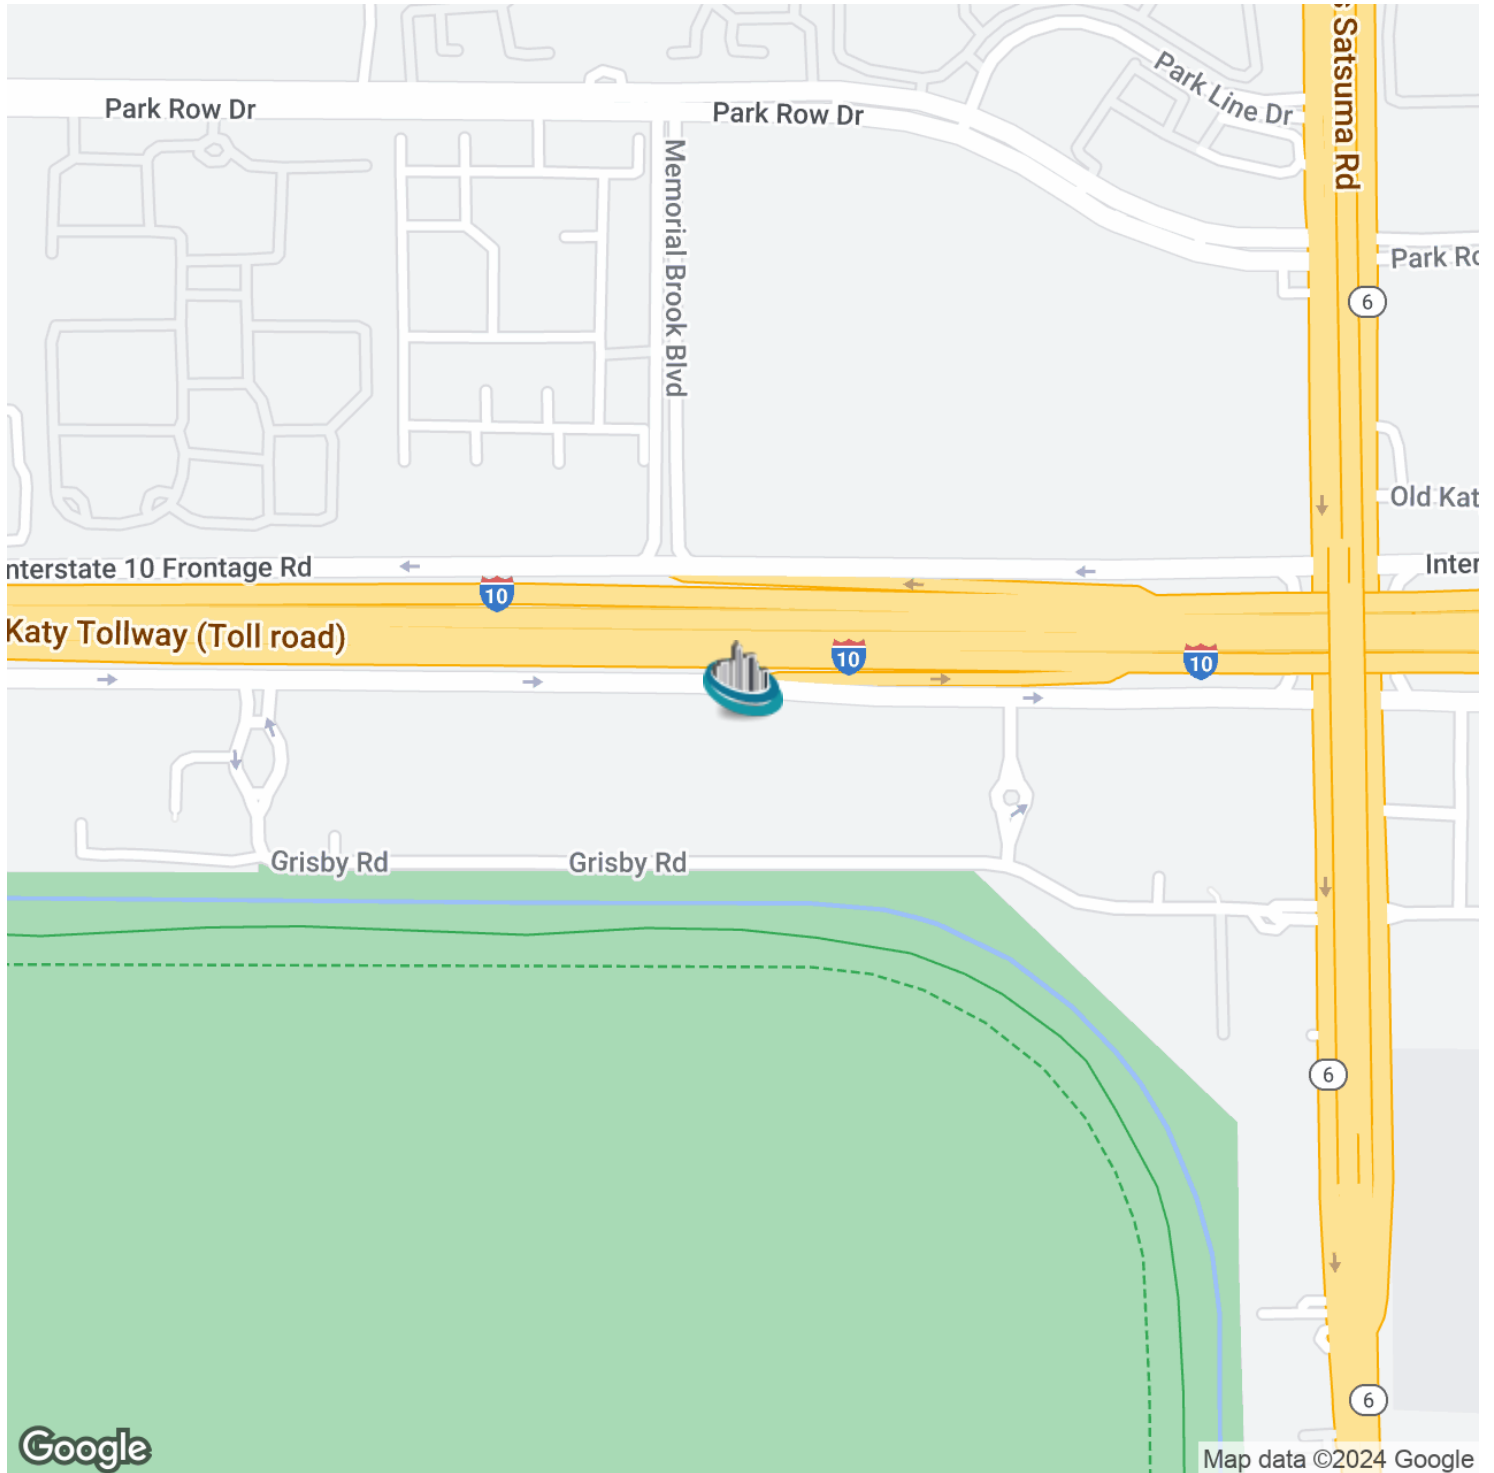 s Satsuma Rd
Park Line Dr
Park Row Dr
Park Row Dr
Memorial Brook Blvd
Park Ro
6
Old Kat
nterstate 10 Frontage Rd
Inter
10
Katy Tollway (Toll road)
10
10
Grisby Rd
Grisby Rd
6
6
Google
Map data ©2024 Google